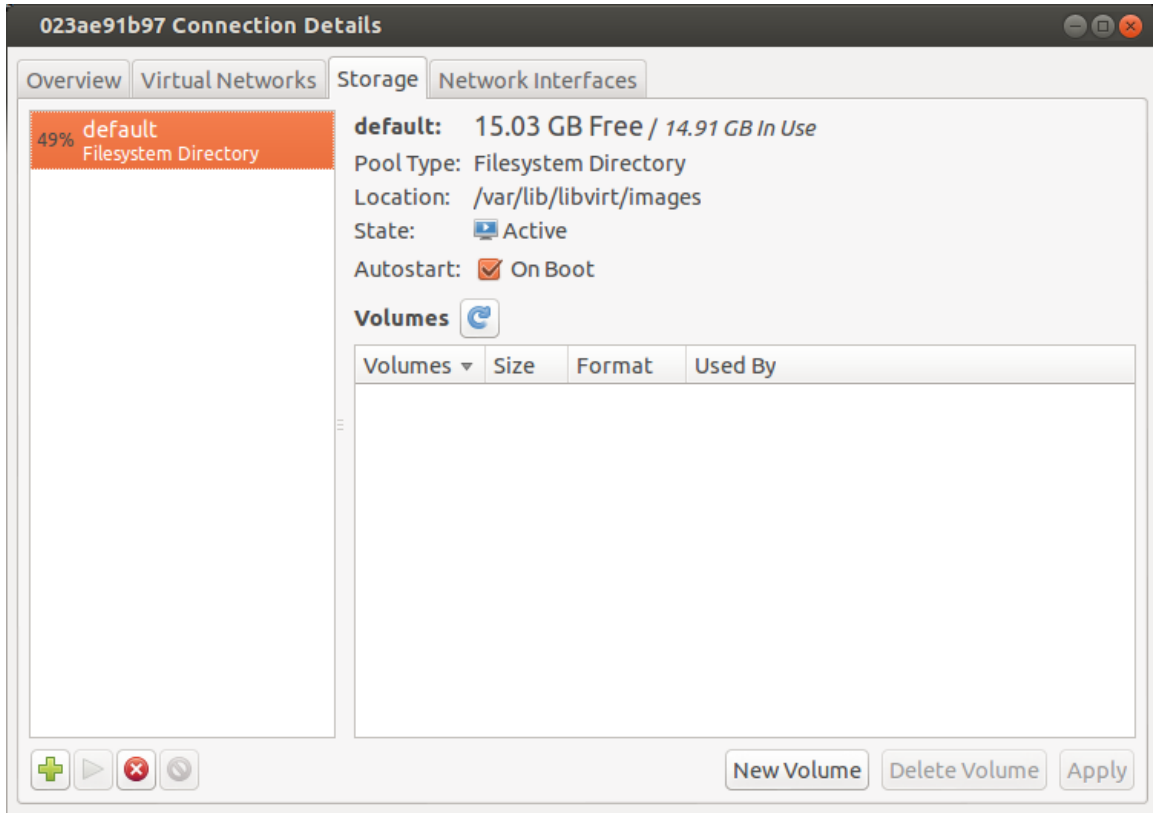 023ae91b97 Connection Details
Overview Virtual Networks Storage Network Interfaces
49% default
Filesystem Directory
default: 15.03 GB Free / 14.91 GB In Use
Pool Type: Filesystem Directory
Location: /var/lib/libvirt/images
State: Active
Autostart: On Boot
Volumes
Volumes Size Format Used By
New Volume Delete Volume Apply